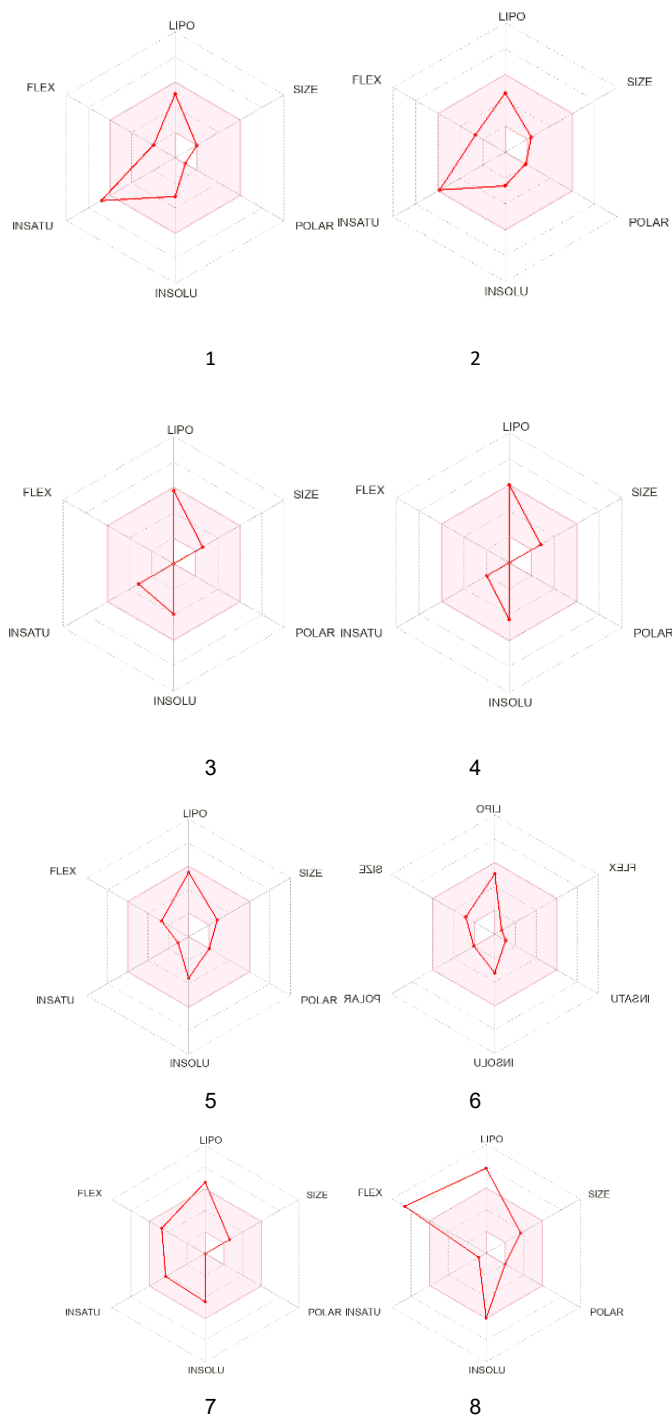 LIPO
FLEX
SIZE
INSATU
POLAR
INSOLU
1
LIPO
FLEX
SIZE
INSATU
POLAR
INSOLU
2
LIPO
FLEX
SIZE
INSATU
POLAR
INSOLU
3
LIPO
FLEX
SIZE
INSATU
POLAR
INSOLU
4
LIPO
FLEX
SIZE
INSATU
POLAR
INSOLU
5
LIPO
SIZE
FLEX
POLAR
INSATU
INSOLU
6
LIPO
FLEX
SIZE
INSATU
POLAR
INSOLU
7
LIPO
FLEX
SIZE
INSATU
POLAR
INSOLU
8